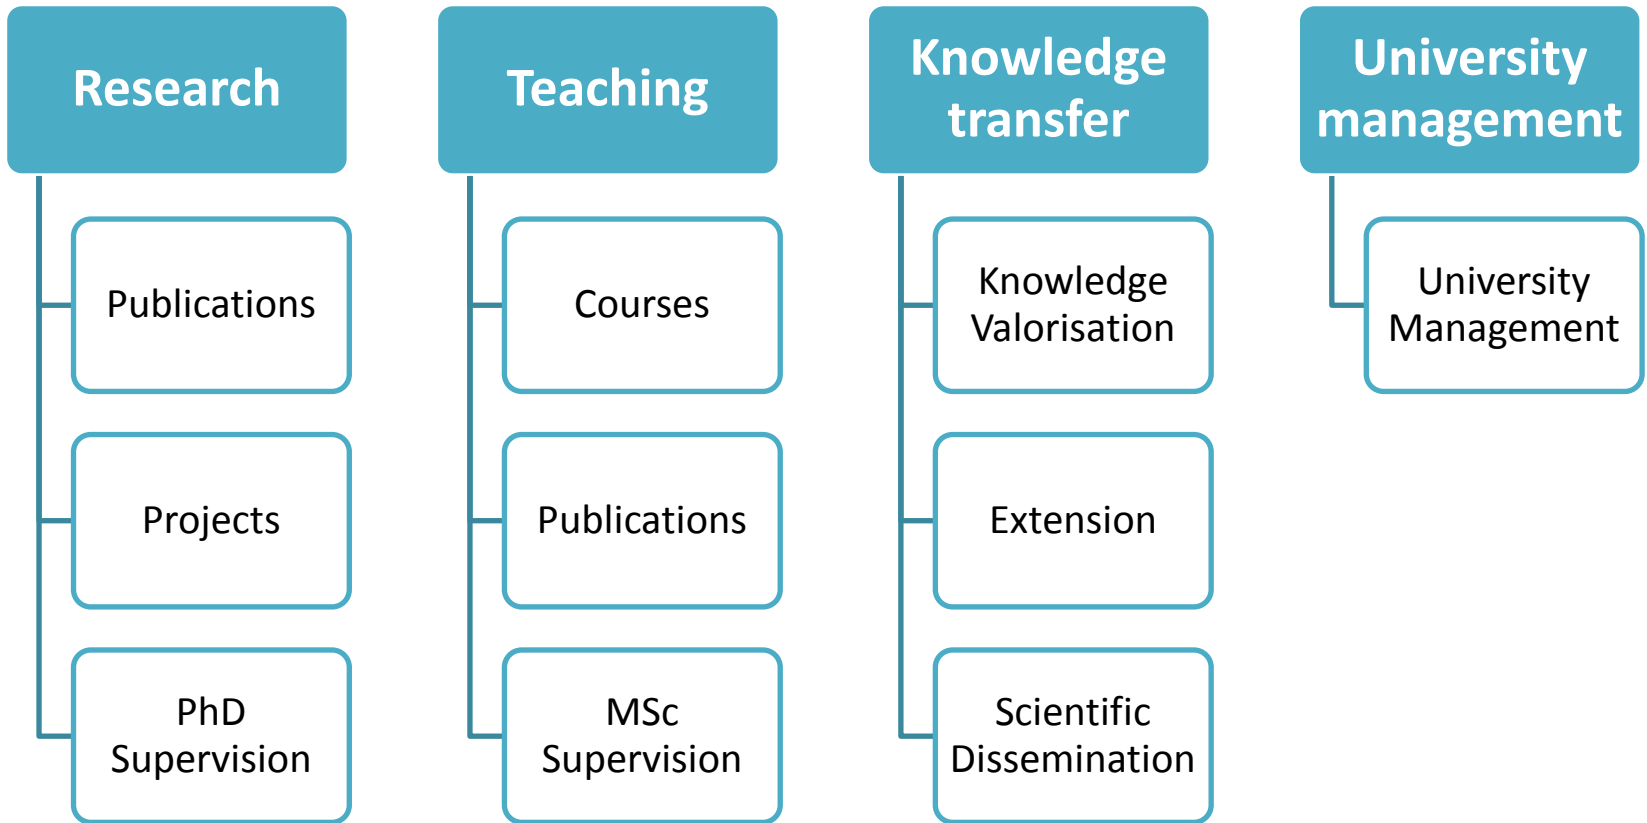 Research
Publications
Projects
PhD
Supervision
Teaching
Courses
Publications
MSc
Supervision
Knowledge
transfer
Knowledge
Valorisation
Extension
Scientific
Dissemination
University
management
University
Management